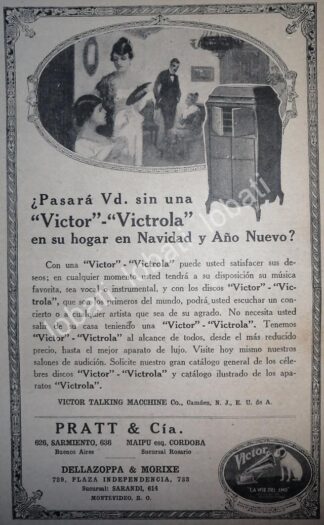 ¿Pasará Vd. sin una
"Victor"-"Victrola"
en su hogar en Navidad y Año Nuevo?
Con una "Victor"-"Victrola" puede usted satisfacer sus de-
seos; en cualquier momento usted tendrá a su disposición su música
favorita, sea vocal o instrumental, y con los discos "Victor"-"Vic-
trola", que son los primeros del mundo, podrá usted escuchar un con-
cierto o a cualquier artista que sea de su agrado. No necesita usted
salir de casa teniendo una "Victor"-"Victrola". Tenemos
"Victor"-"Victrola" al alcance de todos, desde el más reducido
precio, hasta el mejor aparato de lujo. Visite hoy mismo nuestros
salones de audición. Solicite nuestro gran catálogo general de los céle-
bres discos "Victor"-"Victrola" y catálogo ilustrado de los apa-
ratos "Victrola".
VICTOR TALKING MACCHINE Co., Camden, N. J., E. U. de A.
PRATT & Cía.
626, SARMIENTO, 636 MAIPU esq. CORDOBA
Buenos Aires Sucursal Rosario
DELLAZOPPA & MORIXE
729, PLAZA INDEPENDENCIA, 733
Sucursal: SARANDI, 614
MONTEVIDEO, R. O.
Victor
"LA VOZ DEL AMO"